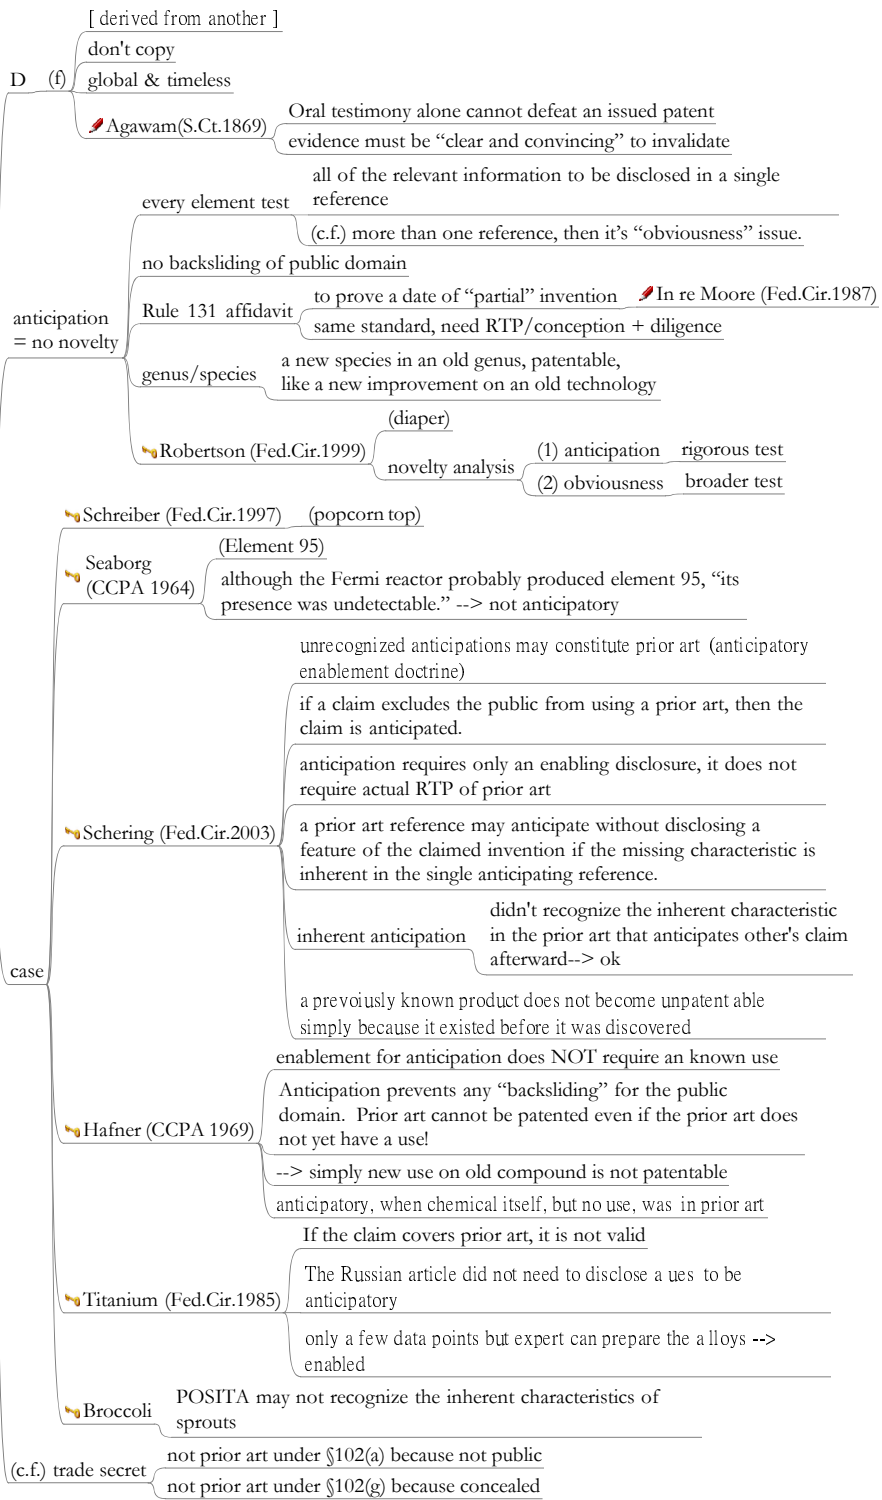 [ derived from another ]
don't copy
D (f)
global & timeless
Agawam(S.Ct.1869)
Oral testimony alone cannot defeat an issued patent
evidence must be “clear and convincing” to invalidate
anticipation
= no novelty
every element test
all of the relevant information to be disclosed in a single
reference
(c.f.) more than one reference, then it’s “obviousness” issue.
no backsliding of public domain
Rule 131 affidavit
to prove a date of “partial” invention
In re Moore (Fed.Cir.1987)
same standard, need RTP/conception + diligence
genus/species
a new species in an old genus, patentable,
like a new improvement on an old technology
Robertson (Fed.Cir.1999)
(diaper)
novelty analysis
(1) anticipation
rigorous test
(2) obviousness
broader test
case
Schreiber (Fed.Cir.1997)
(popcorn top)
Seaborg
(CCPA 1964)
(Element 95)
although the Fermi reactor probably produced element 95, “its
presence was undetectable.” --> not anticipatory
Schering (Fed.Cir.2003)
unrecognized anticipations may constitute prior art (anticipatory
enablement doctrine)
if a claim excludes the public from using a prior art, then the
claim is anticipated.
anticipation requires only an enabling disclosure, it does not
require actual RTP of prior art
a prior art reference may anticipate without disclosing a
feature of the claimed invention if the missing characteristic is
inherent in the single anticipating reference.
inherent anticipation
didn't recognize the inherent characteristic
in the prior art that anticipates other's claim
afterward--> ok
a prevoiusly known product does not become unpatent able
simply because it existed before it was discovered
Hafner (CCPA 1969)
enablement for anticipation does NOT require an known use
Anticipation prevents any “backsliding” for the public
domain. Prior art cannot be patented even if the prior art does
not yet have a use!
--> simply new use on old compound is not patentable
anticipatory, when chemical itself, but no use, was in prior art
Titanium (Fed.Cir.1985)
If the claim covers prior art, it is not valid
The Russian article did not need to disclose a ues to be
anticipatory
only a few data points but expert can prepare the a lloys -->
enabled
Broccoli
POSITA may not recognize the inherent characteristics of
sprouts
(c.f.) trade secret
not prior art under §102(a) because not public
not prior art under §102(g) because concealed